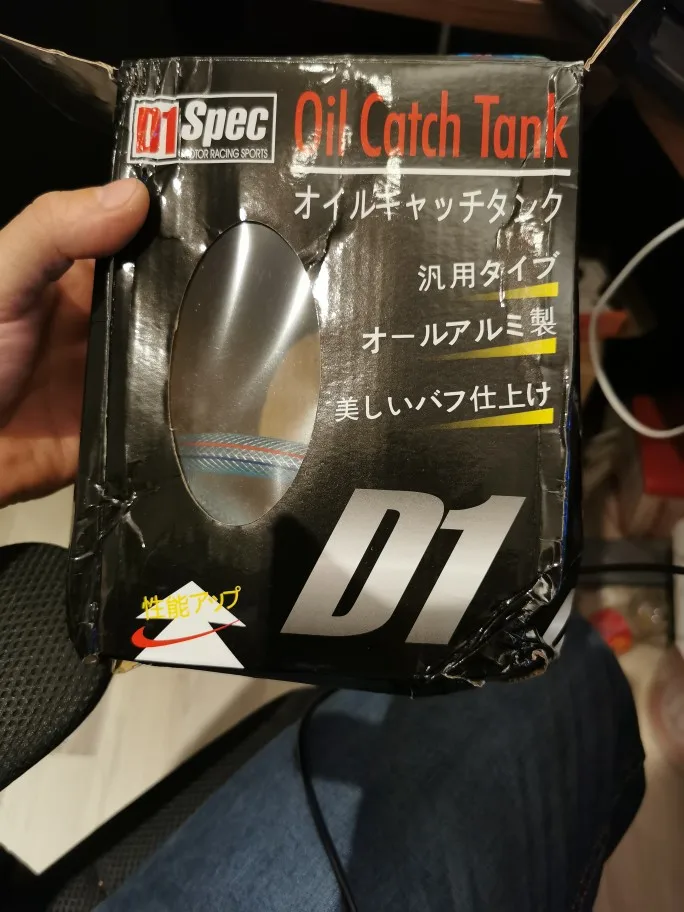 D1 Spec
MOTOR RACING SPORTS
Oil Catch Tank
オイルキャッチタンク
汎用タイプ
オールアルミ製
美しいバフ仕上げ
D1
性能アップ